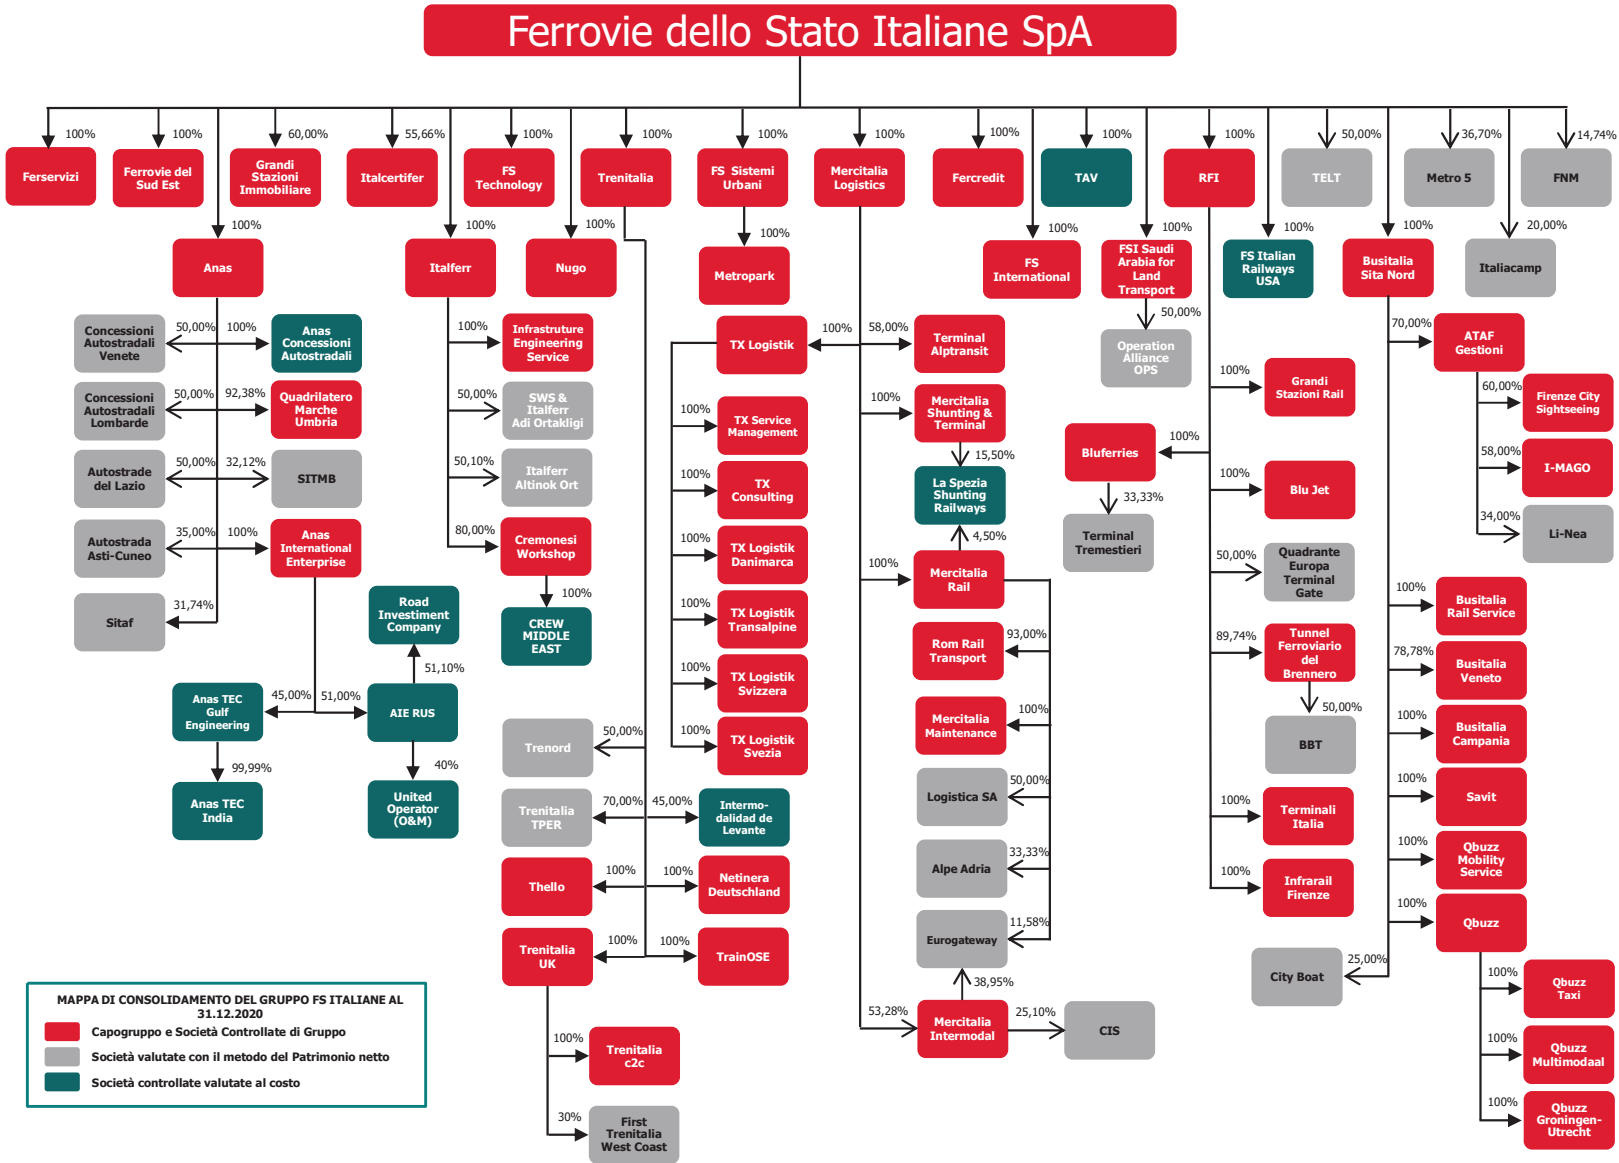 Ferrovie dello Stato Italiane SpA
100%
100%
60,00%
55,66%
100%
100%
100%
100%
100%
100%
100%
50,00%
36,70%
14,74%
Ferservizi
Ferrovie del
Sud Est
Grandi
Stazioni
Immobiliare
Italcertifer
FS
Technology
Trenitalia
FS Sistemi
Urbani
Mercitalia
Logistics
Fercredit
TAV
RFI
TELT
Metro 5
FNM
100%
100%
100%
100%
100%
100%
100%
100%
100%
20,00%
Anas
Italferr
Nugo
Metropark
FS
International
FSI Saudi
Arabia for
Land
Transport
FS Italian
Railways
USA
Busitalia
Sita Nord
Italiacamp
Concessioni
Autostradali
Venete
50,00%
100%
Anas
Concessioni
Autostradali
Concessioni
Autostradali
Lombarde
50,00%
92,38%
Quadrilatero
Marche
Umbria
Autostrade
del Lazio
50,00%
32,12%
SITMB
Autostrada
Asti-Cuneo
35,00%
100%
Anas
International
Enterprise
Sitaf
31,74%
Road
Investiment
Company
51,10%
Anas TEC
Gulf
Engineering
45,00%
51,00%
AIE RUS
99,99%
40%
Anas TEC
India
United
Operator
(O&M)
100%
Infrastruture
Engineering
Service
50,00%
SWS &
Italferr
Adi Ortakligi
50,10%
Italferr
Altinok Ort
80,00%
Cremonesi
Workshop
100%
CREW
MIDDLE
EAST
Trenord
50,00%
Trenitalia
TPER
70,00%
45,00%
Intermo-
dalidad de
Levante
Thello
100%
100%
Netinera
Deutschland
Trenitalia
UK
100%
100%
TrainOSE
100%
Trenitalia
c2c
30%
First
Trenitalia
West Coast
TX Logistik
100%
58,00%
Terminal
Alptransit
100%
TX Service
Management
100%
TX
Consulting
100%
TX Logistik
Danimarca
100%
TX Logistik
Transalpine
100%
TX Logistik
Svizzera
100%
TX Logistik
Svezia
100%
Mercitalia
Shunting &
Terminal
15,50%
La Spezia
Shunting
Railways
4,50%
100%
Mercitalia
Rail
Rom Rail
Transport
93,00%
Mercitalia
Maintenance
100%
Logistica SA
50,00%
Alpe Adria
33,33%
Eurogateway
11,58%
38,95%
53,28%
Mercitalia
Intermodal
25,10%
CIS
50,00%
Operation
Alliance
OPS
100%
Grandi
Stazioni Rail
Bluferries
100%
33,33%
Terminal
Tremestieri
100%
Blu Jet
50,00%
Quadrante
Europa
Terminal
Gate
89,74%
Tunnel
Ferroviario
del
Brennero
50,00%
BBT
100%
Terminali
Italia
100%
Infrarail
Firenze
70,00%
ATAF
Gestioni
60,00%
Firenze City
Sightseeing
58,00%
I-MAGO
34,00%
Li-Nea
100%
Busitalia
Rail Service
78,78%
Busitalia
Veneto
100%
Busitalia
Campania
100%
Savit
100%
Qbuzz
Mobility
Service
100%
Qbuzz
City Boat
25,00%
100%
Qbuzz
Taxi
100%
Qbuzz
Multimodaal
100%
Qbuzz
Groningen-
Utrecht
MAPPA DI CONSOLIDAMENTO DEL GRUPPO FS ITALIANE AL
31.12.2020
Capogruppo e Società Controllate di Gruppo
Società valutate con il metodo del Patrimonio netto
Società controllate valutate al costo